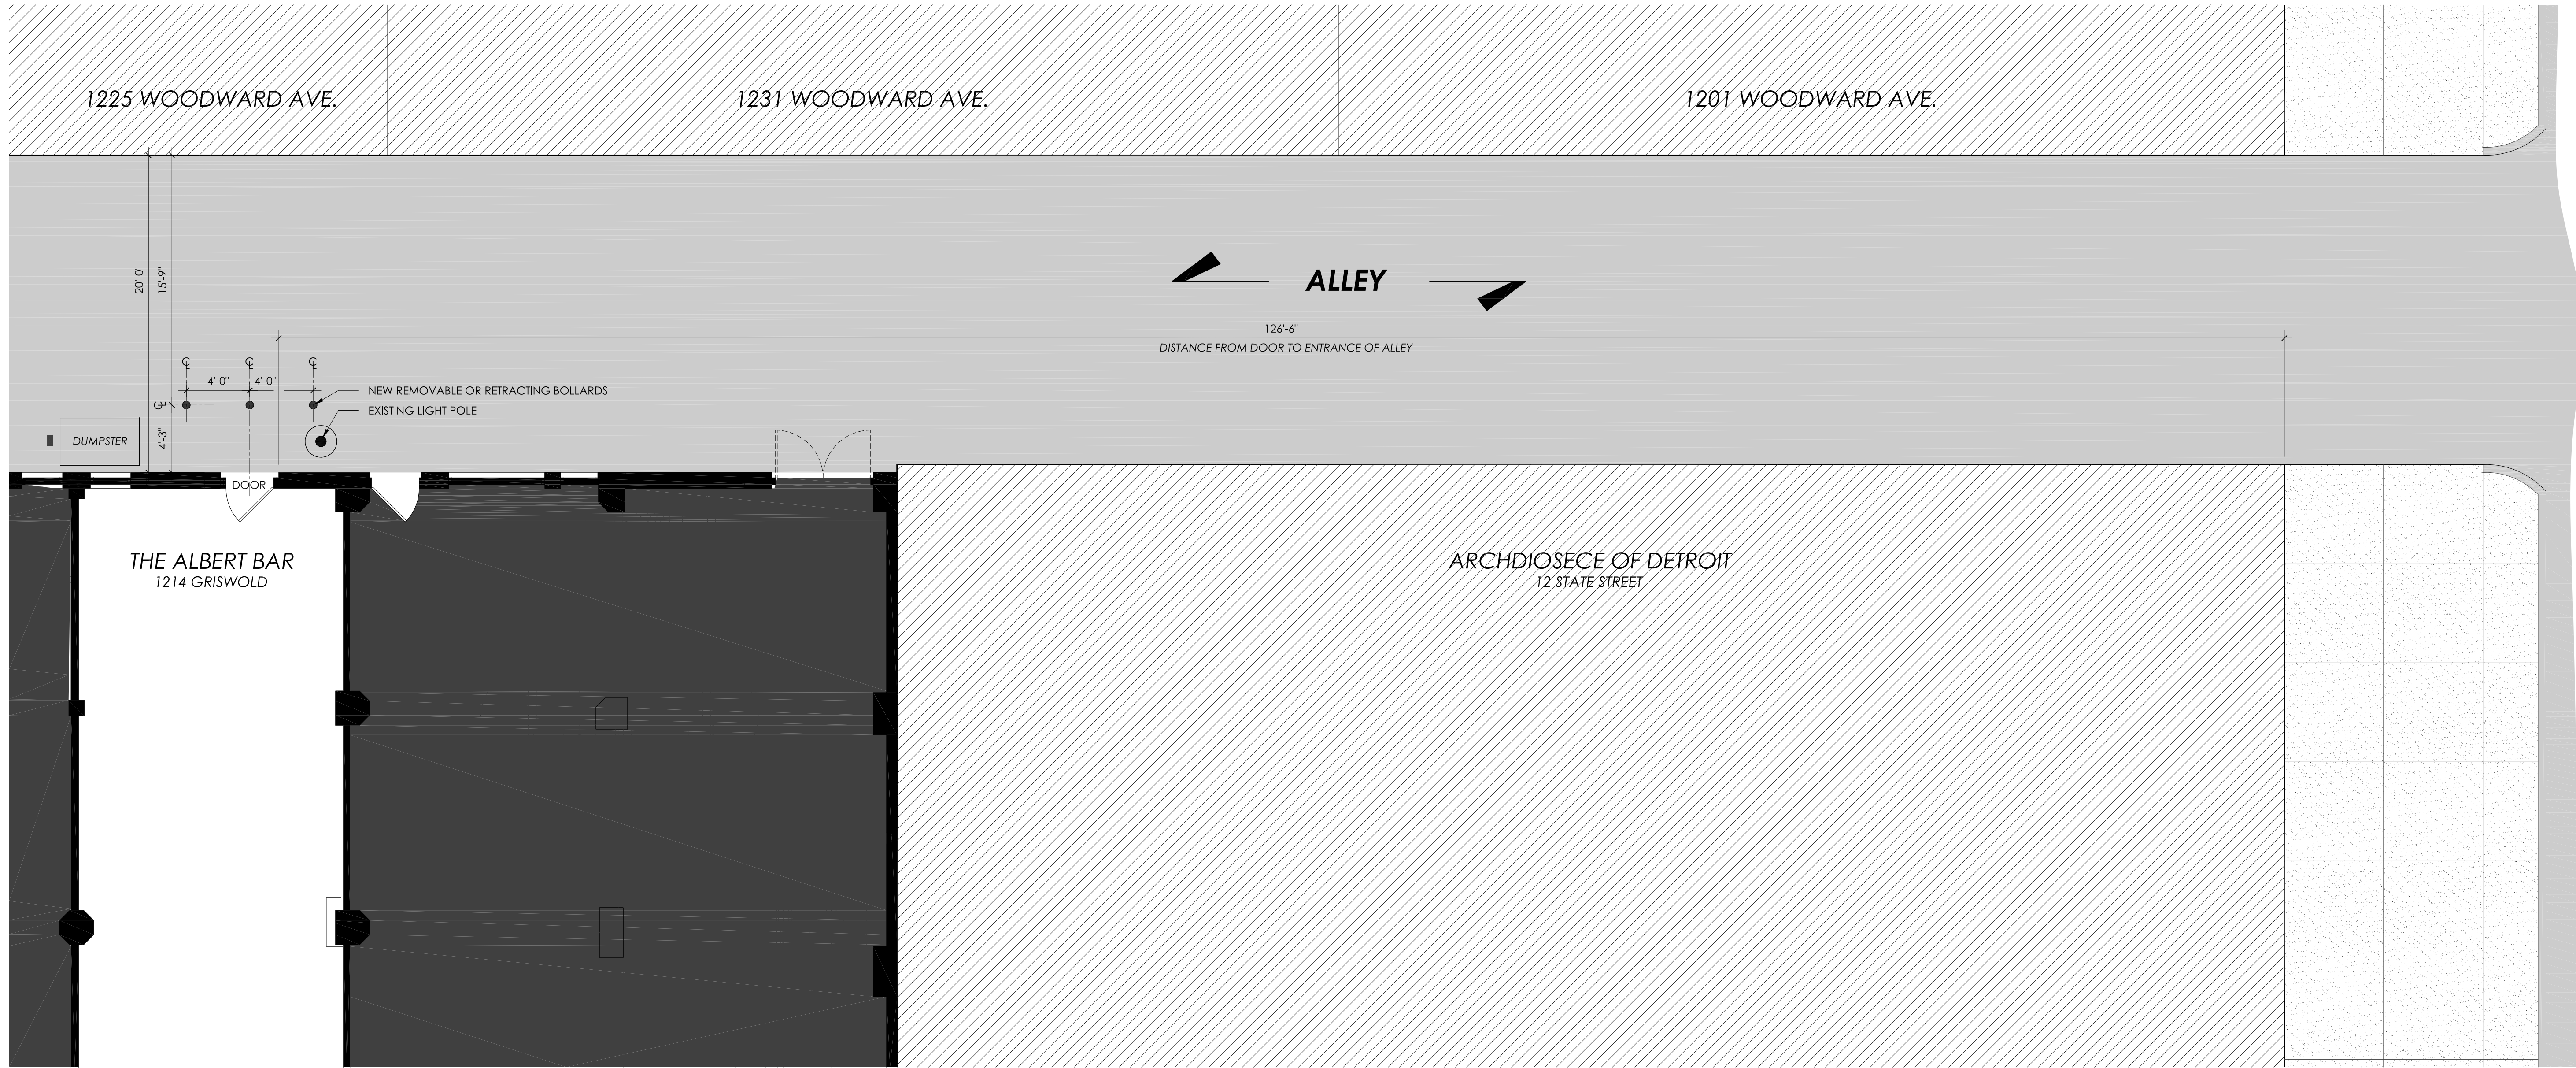 1225 WOODWARD AVE.
1231 WOODWARD AVE.
1201 WOODWARD AVE.
20'-0"
15'-9"
ALLEY
126'-6"
DISTANCE FROM DOOR TO ENTRANCE OF ALLEY
℄
℄
℄
4'-0"
4'-0"
NEW REMOVABLE OR RETRACTING BOLLARDS
℄
EXISTING LIGHT POLE
DUMPSTER
4'-3"
DOOR
THE ALBERT BAR
1214 GRISWOLD
ARCHDIOSECE OF DETROIT
12 STATE STREET